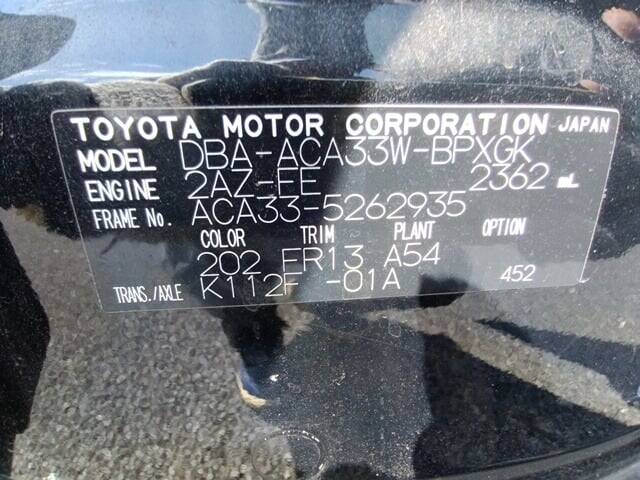 TOYOTA MOTOR CORPORATION JAPAN
MODEL DBA-ACA33W-BPXGK
ENGINE 2AZ-FE 2362 mL
FRAME No. ACA33-5262935
COLOR TRIM PLANT OPTION
202 FR13 A54
TRANS./AXLE K112F -01A 452